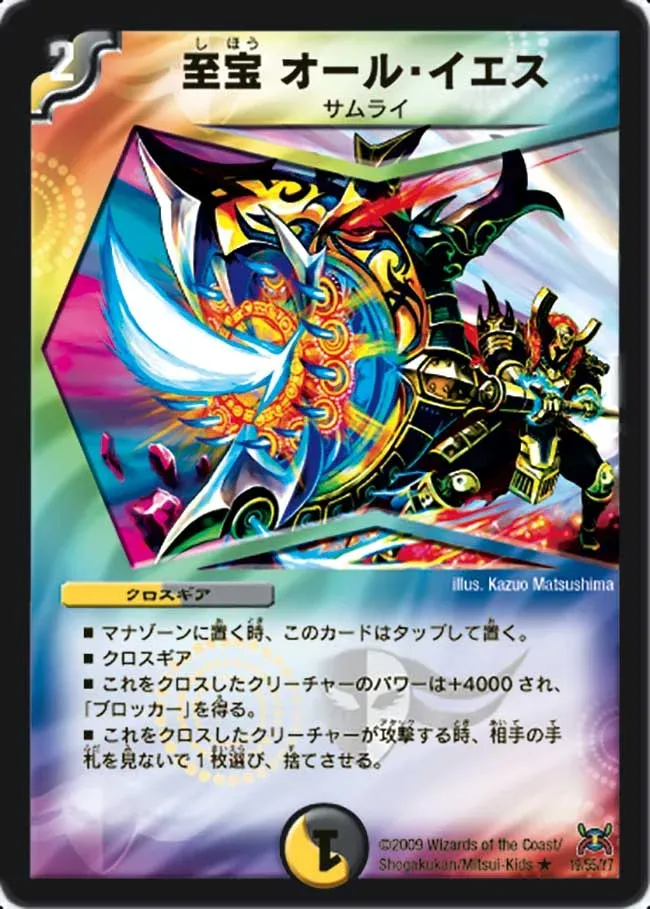 2
しほう
至宝 オール・イエス
サムライ
illus. Kazuo Matsushima
クロスギア
■ マナゾーンに置く時、このカードはタップして置く。
■ クロスギア
■ これをクロスしたクリーチャーのパワーは+4000 され、
「ブロッカー」を得る。
■ これをクロスしたクリーチャーが攻撃する時、相手の手
札を見ないで1枚選び、捨てさせる。
1
©2009 Wizards of the Coast/
Shogakukan/Mitsui-Kids ★ 19/55/Y7